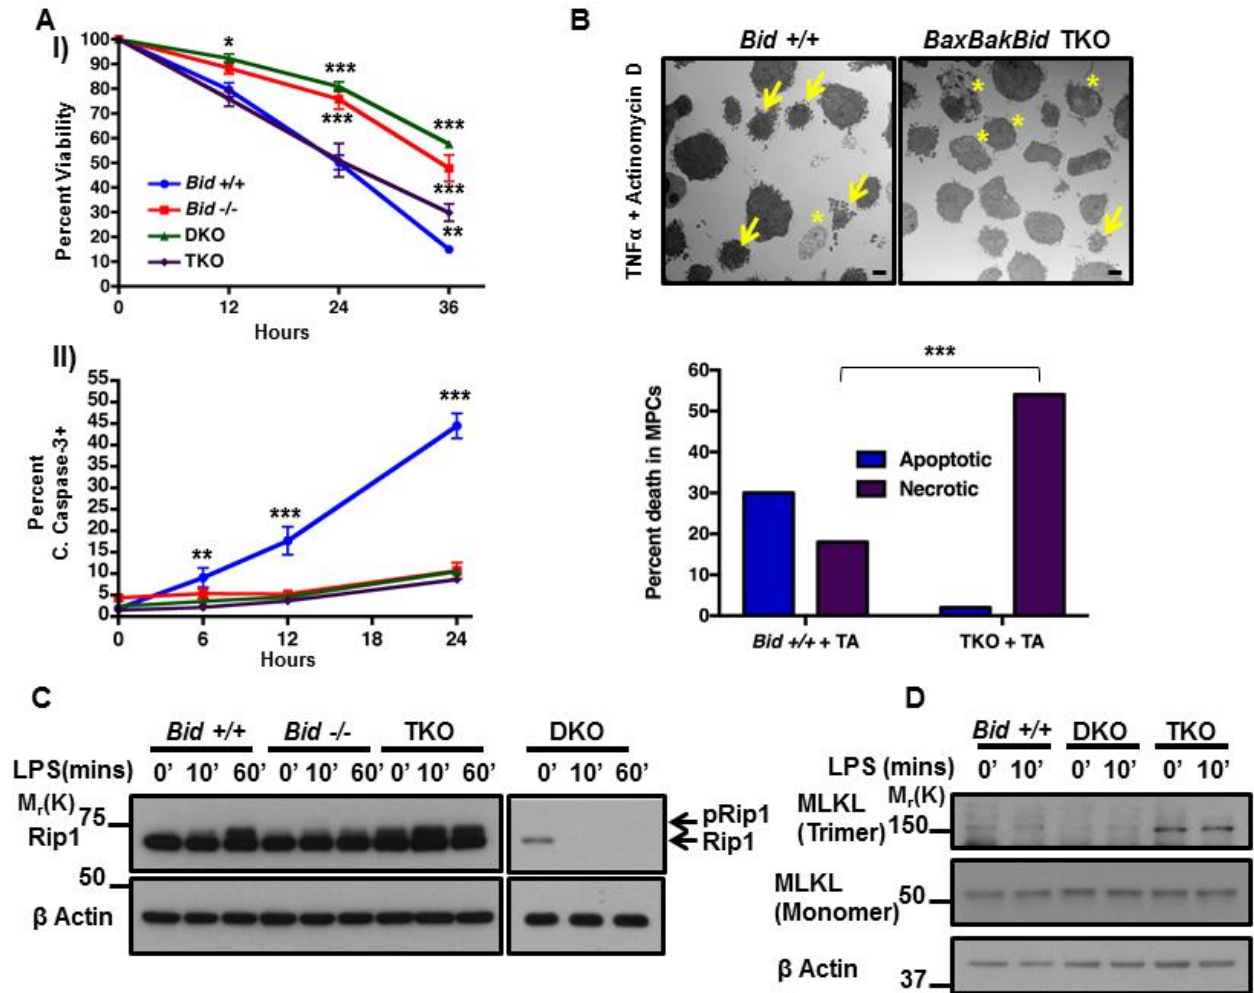 A
I)
100
90
80
70
60
50
40
30
20
10
0
Percent Viability
*
***
***
***
***
**
Bid +/+
Bid -/-
DKO
TKO
0 12 24 36
Hours
II)
55
50
45
40
35
30
25
20
15
10
5
0
Percent
C. Caspase-3+
**
***
***
0 6 12 18 24
Hours
B
Bid +/+ BaxBakBid TKO
TNFα + Actinomycin D
* * * * *
***
60
50
40
30
20
10
0
Percent death in MPCs
Apoptotic
Necrotic
Bid +/+ + TA TKO + TA
C
Bid +/+ Bid -/- TKO DKO
LPS(mins) 0' 10' 60' 0' 10' 60' 0' 10' 60' 0' 10' 60'
Mr(K) 75
Rip1
pRip1
Rip1
50
β Actin
D
Bid +/+ DKO TKO
LPS (mins) 0' 10' 0' 10' 0' 10'
MLKL Mr(K)
(Trimer) 150
MLKL
(Monomer) 50
β Actin
37